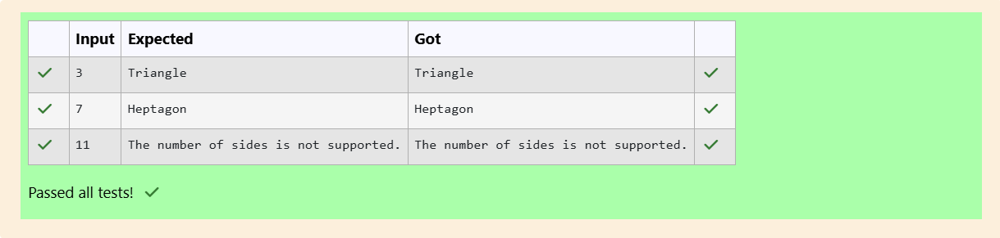 Input Expected Got
3 Triangle Triangle
7 Heptagon Heptagon
11 The number of sides is not supported. The number of sides is not supported.
Passed all tests!